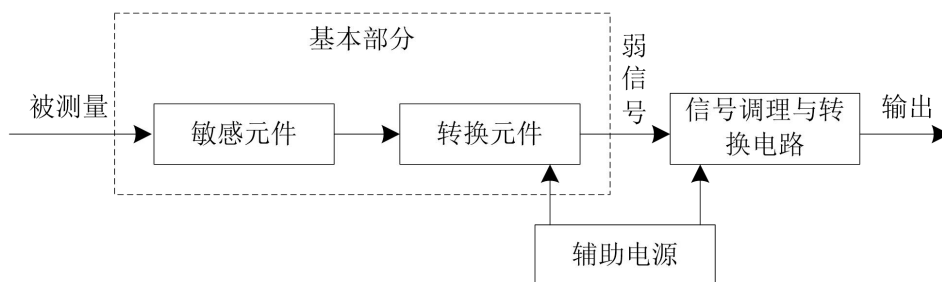 基本部分
被测量
敏感元件
转换元件
弱信号
信号调理与转
换电路
输出
辅助电源